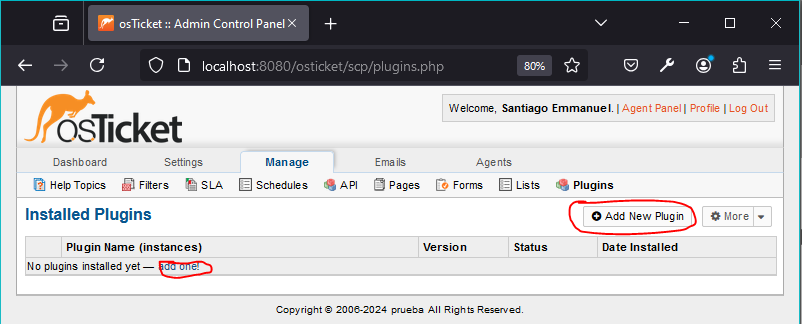 osTicket :: Admin Control Panel
localhost:8080/osticket/scp/plugins.php 80%
osTicket
Welcome, Santiago Emmanuel. | Agent Panel | Profile | Log Out
Dashboard Settings Manage Emails Agents
Help Topics Filters SLA Schedules API Pages Forms Lists Plugins
Installed Plugins Add New Plugin More
Plugin Name (instances) Version Status Date Installed
No plugins installed yet — add one!
Copyright © 2006-2024 prueba All Rights Reserved.